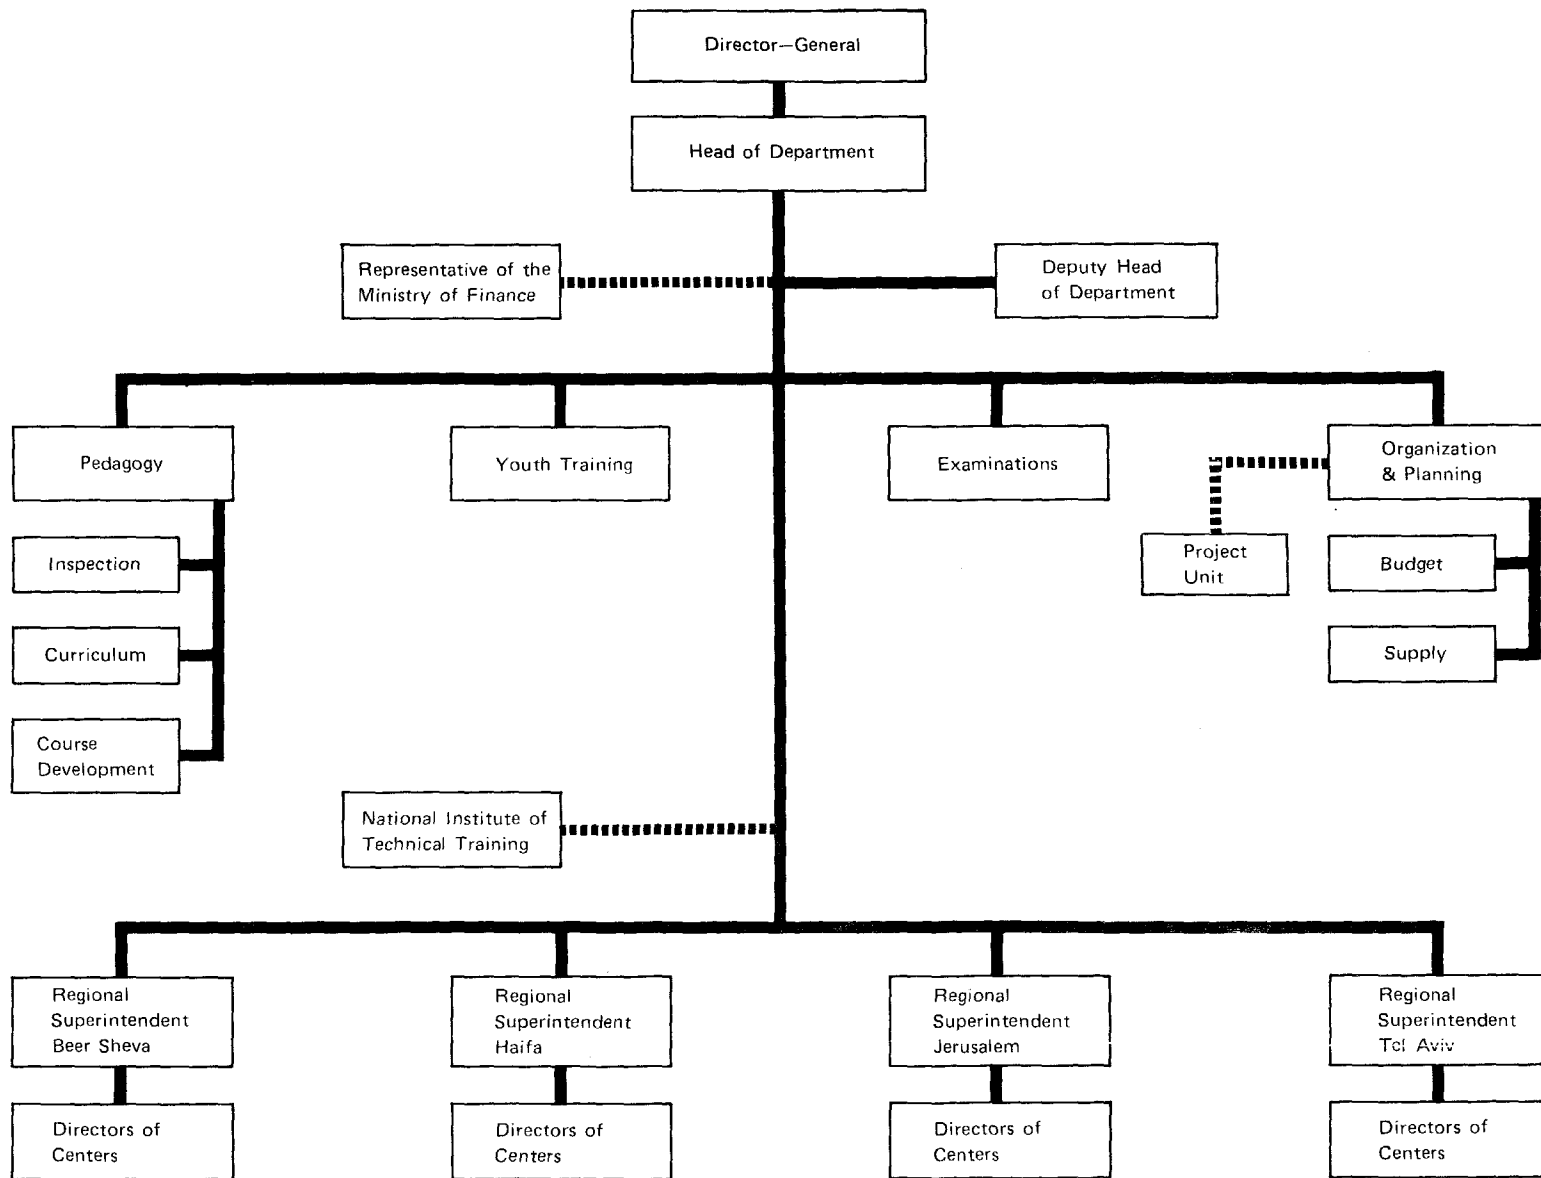 Director—General
Head of Department
Representative of the
Ministry of Finance
Deputy Head
of Department
Pedagogy
Youth Training
Examinations
Organization
& Planning
Inspection
Project
Unit
Budget
Curriculum
Supply
Course
Development
National Institute of
Technical Training
Regional
Superintendent
Beer Sheva
Regional
Superintendent
Haifa
Regional
Superintendent
Jerusalem
Regional
Superintendent
Tel Aviv
Directors of
Centers
Directors of
Centers
Directors of
Centers
Directors of
Centers